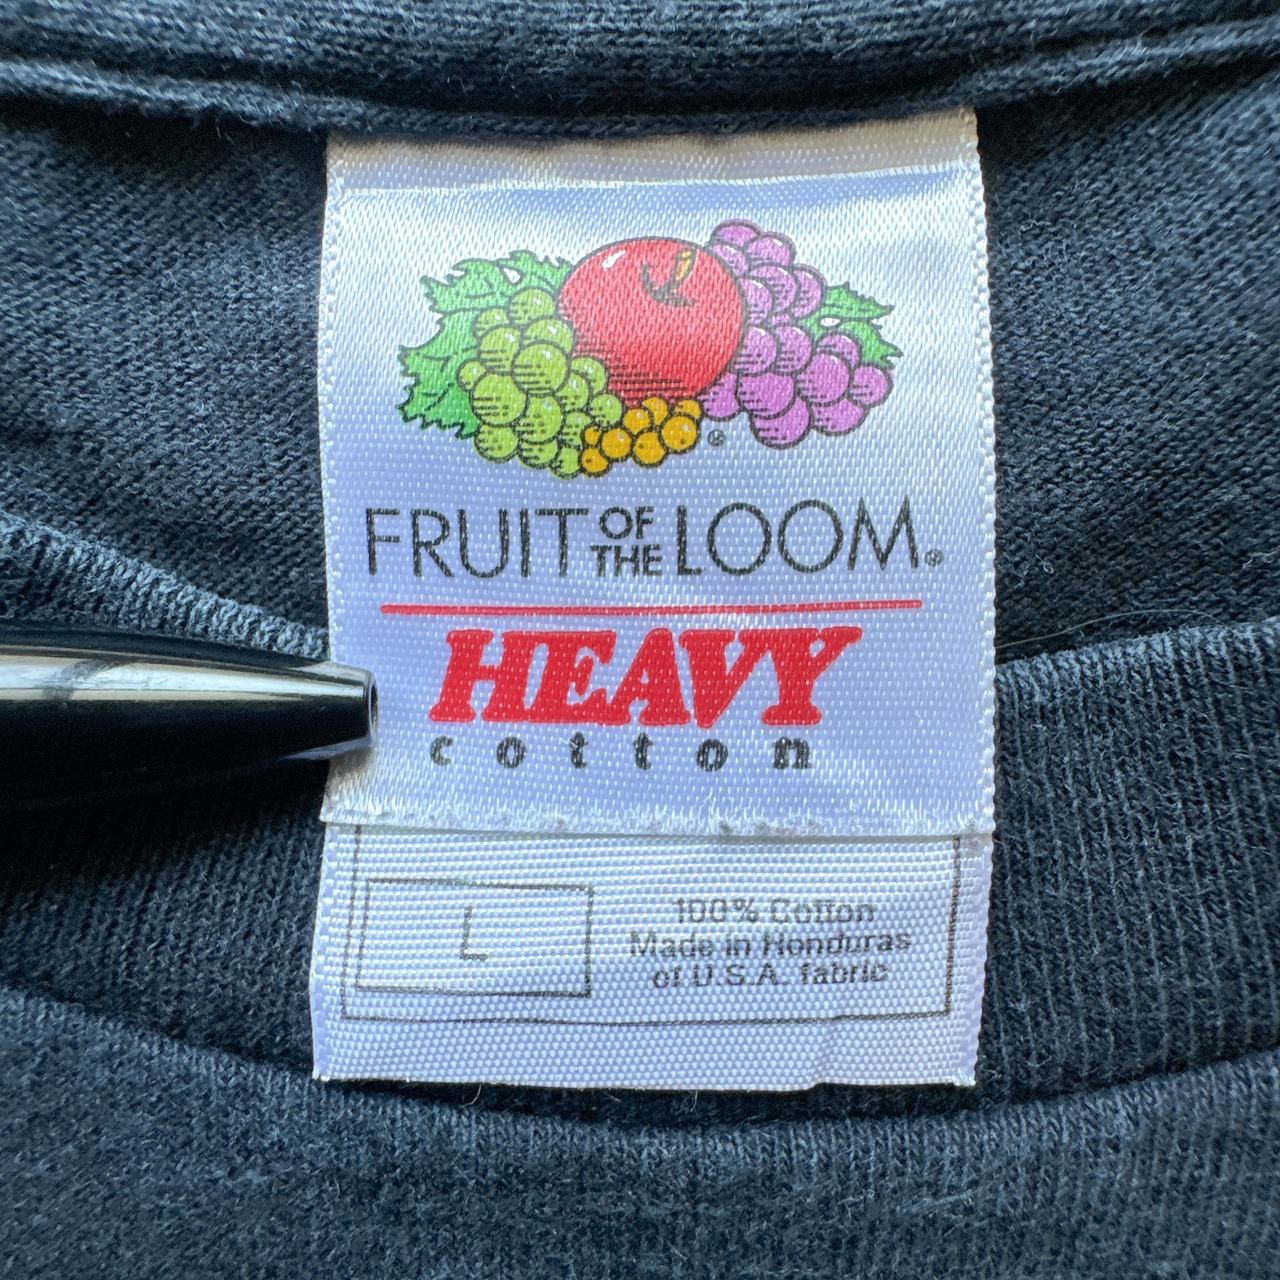 ®
FRUIT OF THE LOOM®
HEAVY
cotton
L
100% Cotton
Made in Honduras
of U.S.A. fabric